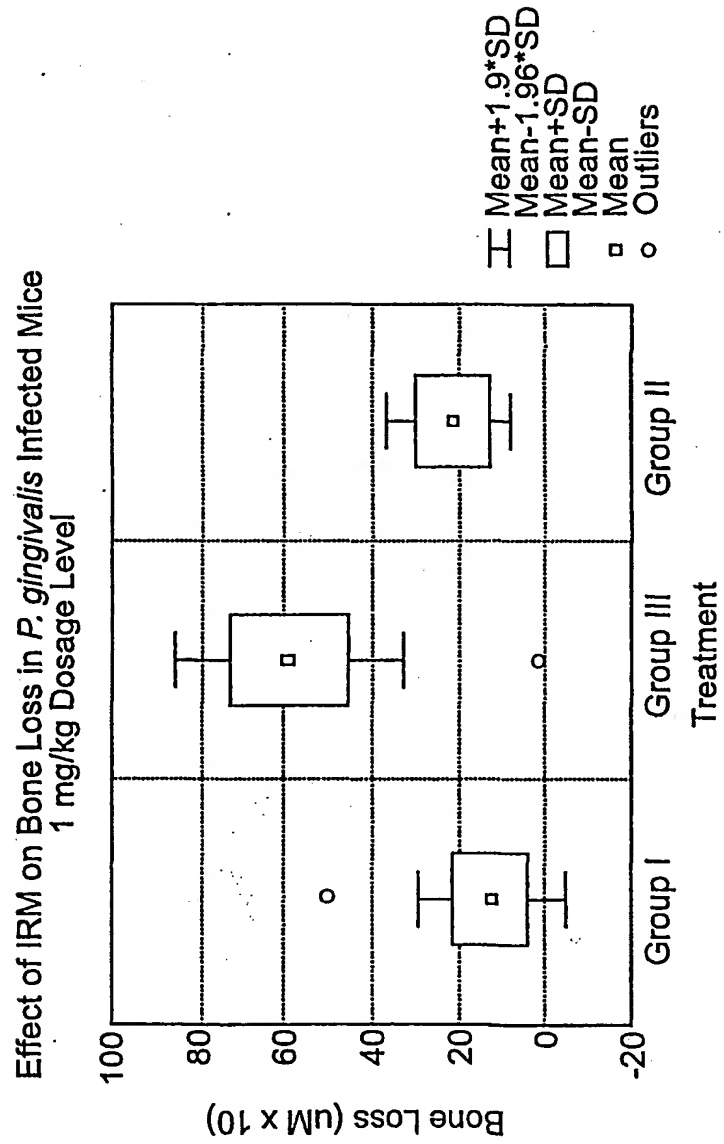 Effect of IRM on Bone Loss in P. gingivalis Infected Mice
1 mg/kg Dosage Level
Bone Loss (uM x 10)
100
80
60
40
20
0
-20
Group I
Group III
Group II
Treatment
Mean+1.9*SD
Mean-1.96*SD
Mean+SD
Mean-SD
Mean
Outliers